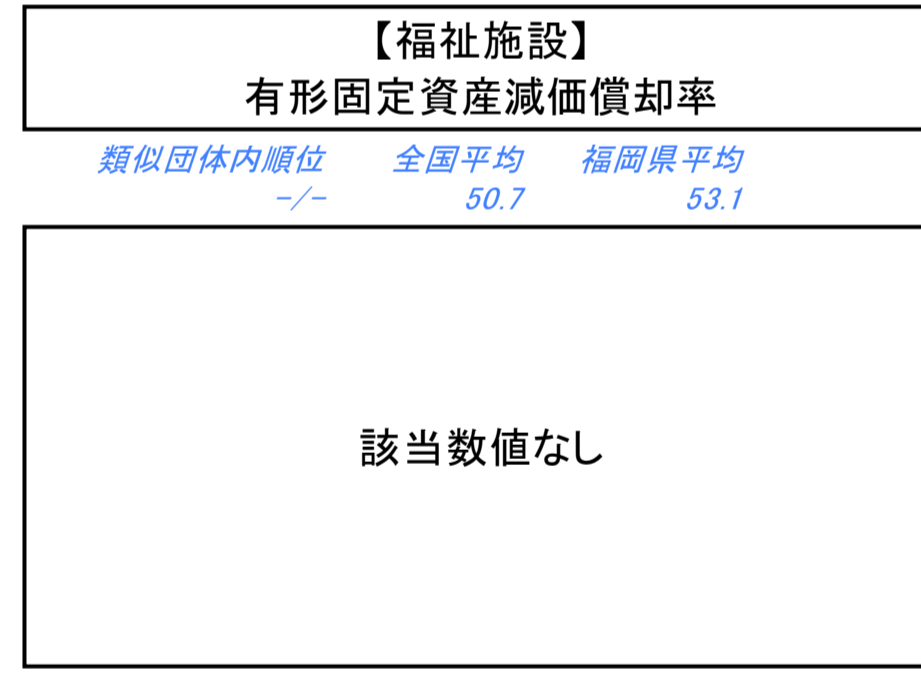 【福祉施設】
有形固定資産減価償却率
類似団体内順位 全国平均 福岡県平均
-/- 50.7 53.1
該当数値なし